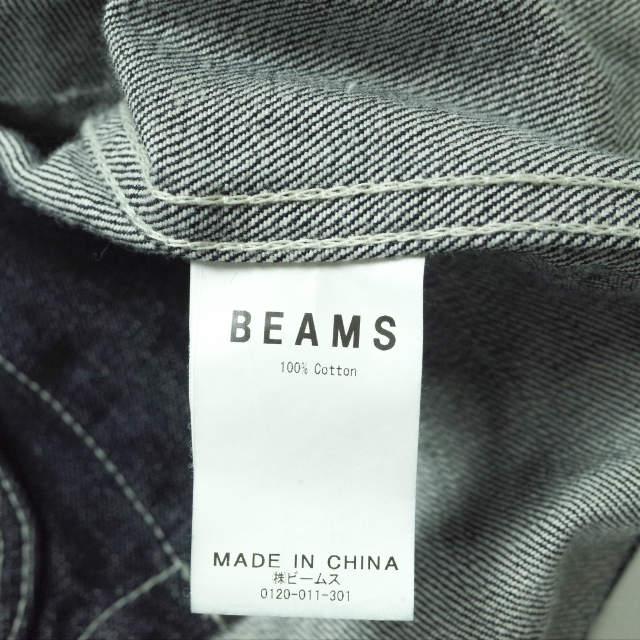 BEAMS
100% Cotton
MADE IN CHINA
㈱ビームス
0120-011-301